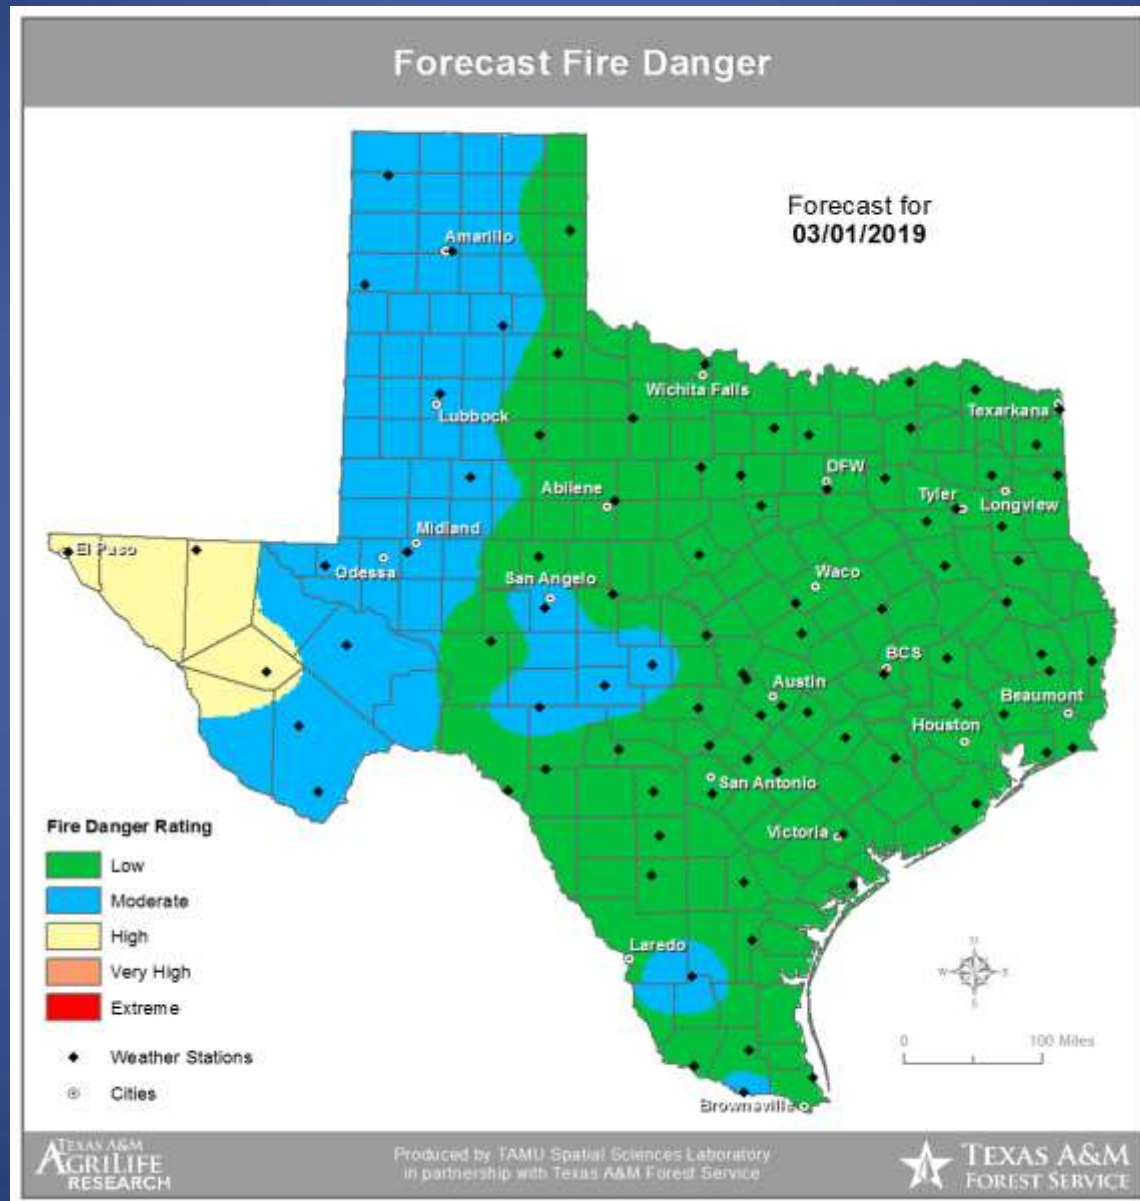 Forecast Fire Danger
Forecast for
03/01/2019
Amarillo
Wichita Falls
Lubbock
Texarkana
DFW
Abilene
Tyler
Longview
Midland
El Paso
Odessa
San Angelo
Waco
BCS
Austin
Beaumont
Houston
San Antonio
Victoria
Laredo
Brownsville
Fire Danger Rating
Low
Moderate
High
Very High
Extreme
Weather Stations
Cities
N
W
E
S
0
100 Miles
TEXAS A&M
AGRILIFE
RESEARCH
Produced by TAMU Spatial Sciences Laboratory
in partnership with Texas A&M Forest Service
TEXAS A&M
FOREST SERVICE